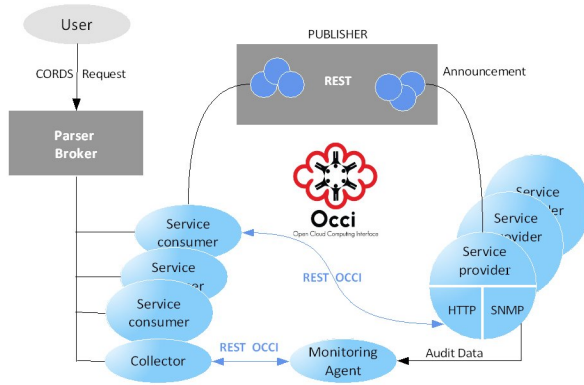 User
PUBLISHER
CORDS Request
REST
Announcement
Parser
Broker
Occi
Open Cloud Computing Interface
Service
Service
provider
Service
consumer
Service
Service
provider
REST OCCI
HTTP
SNMP
Service
consumer
REST OCCI
Collector
Monitoring
Agent
Audit Data